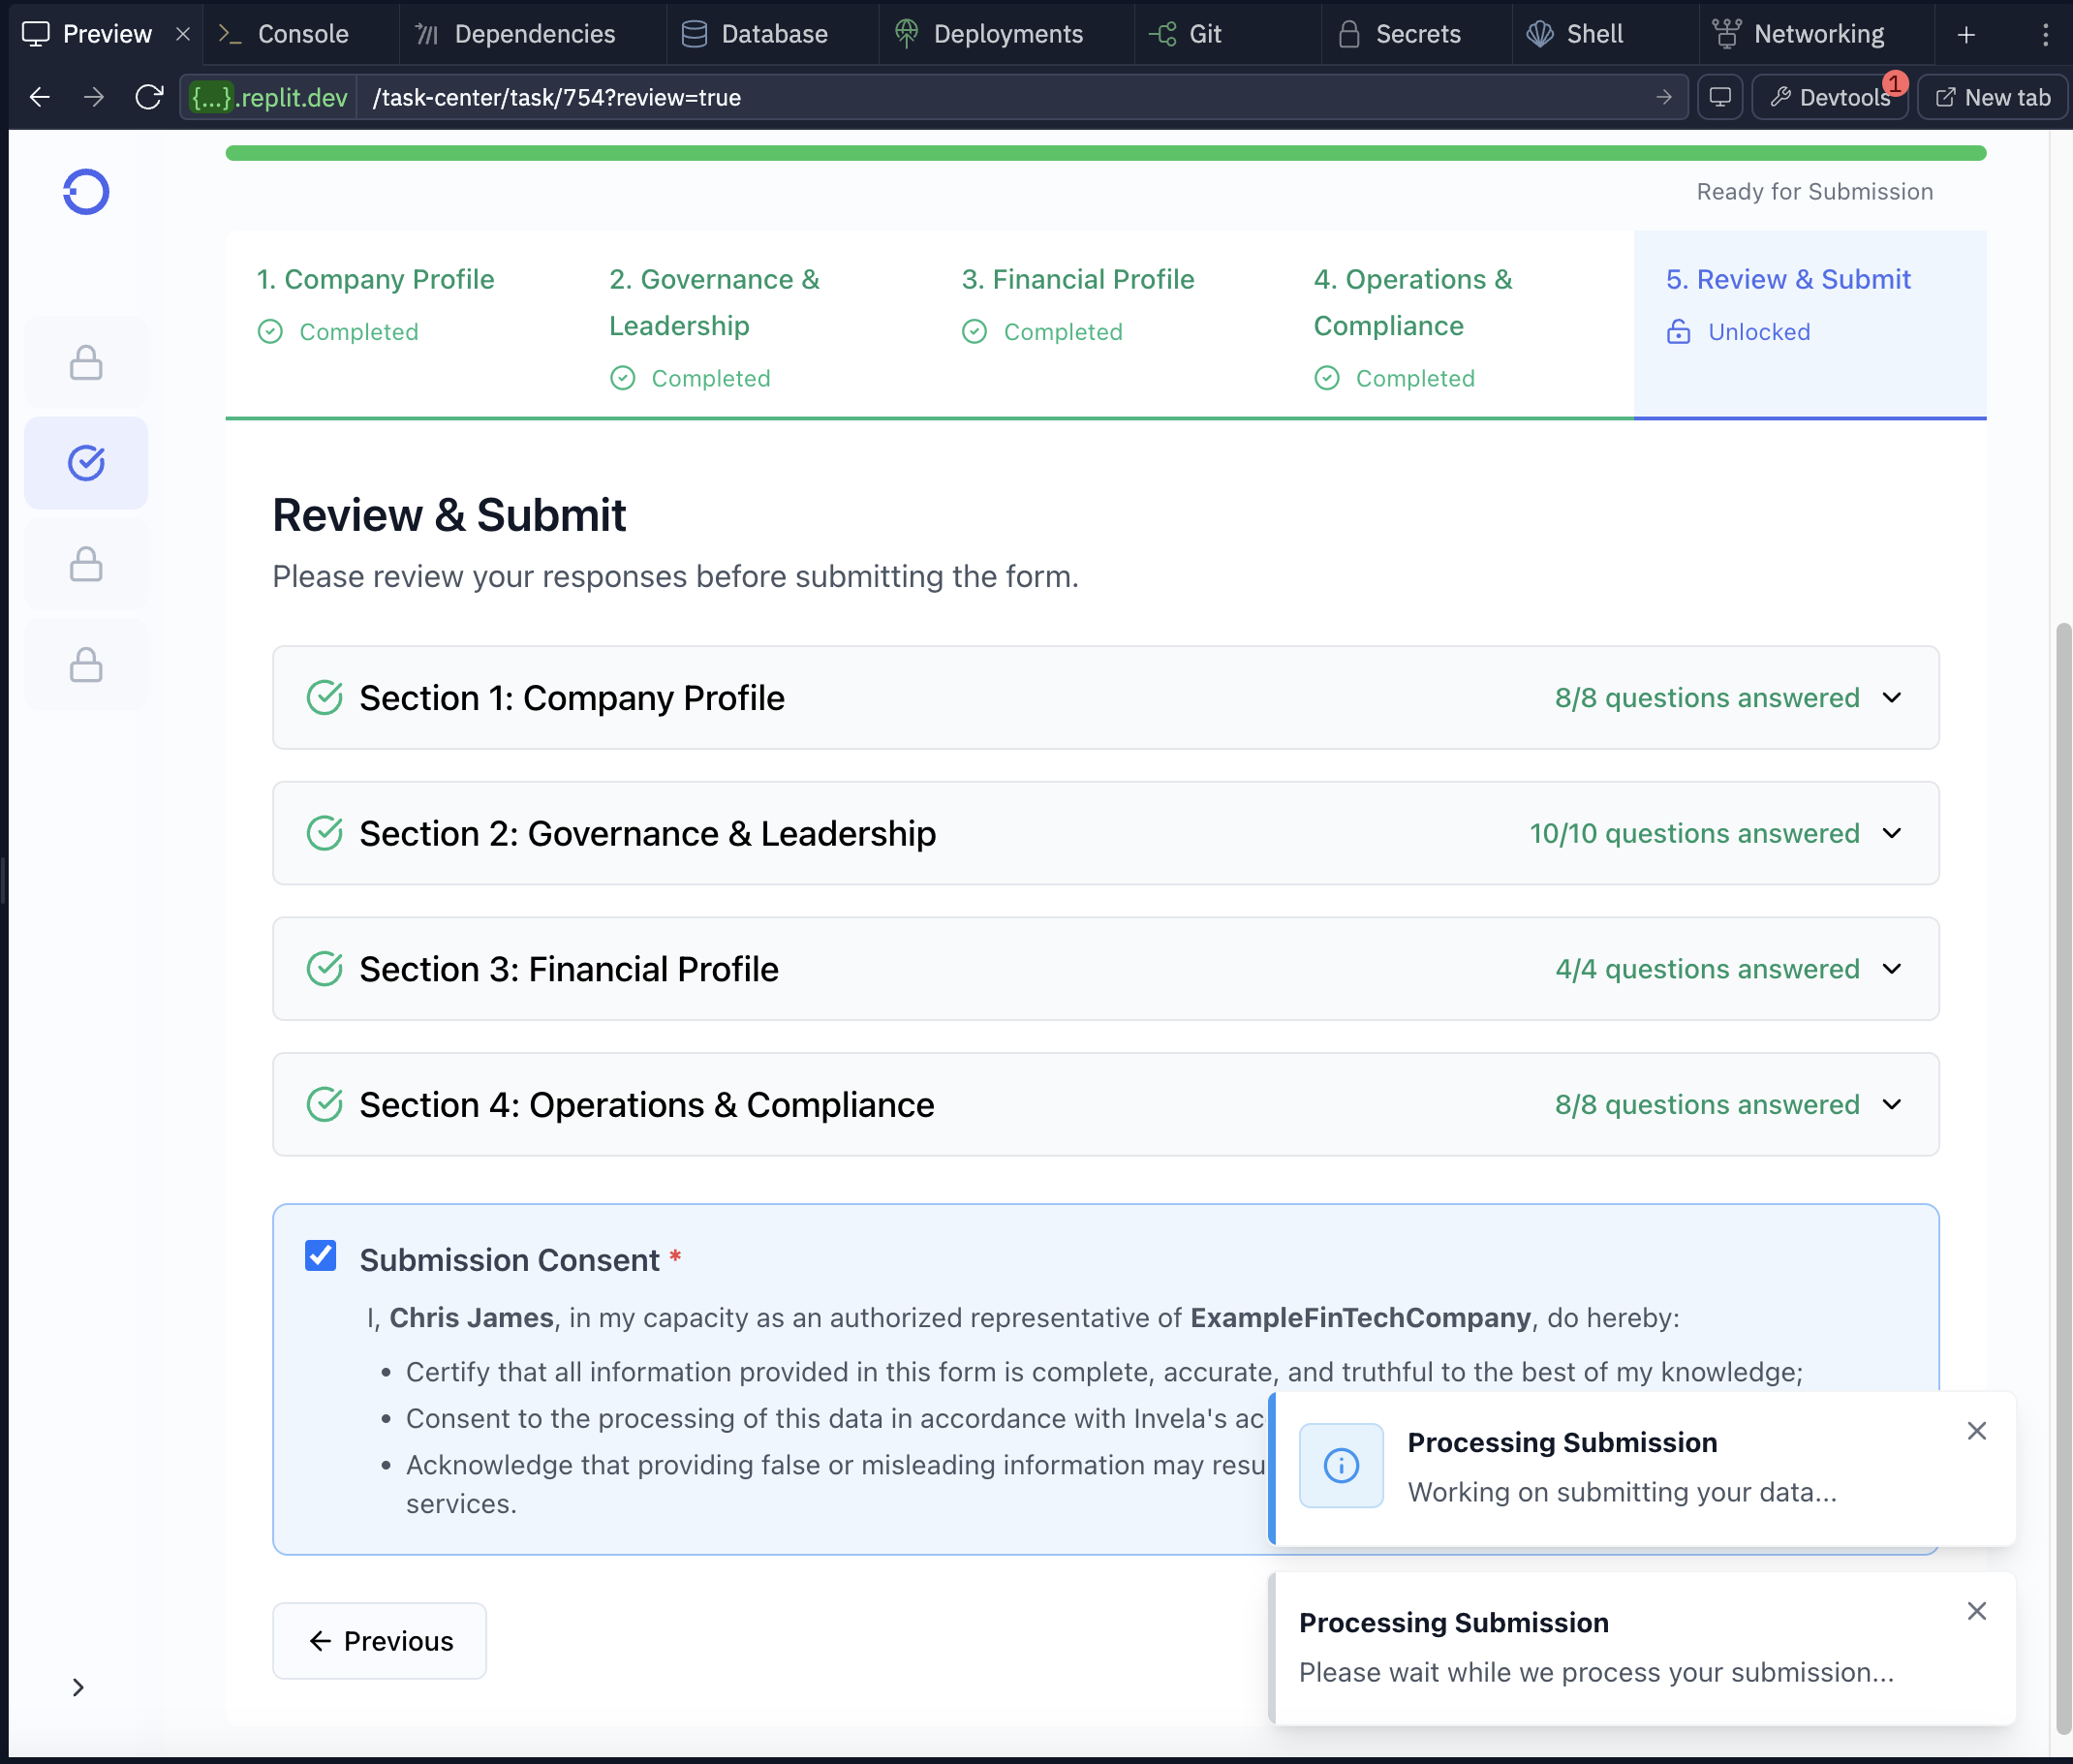 Preview
Console
Dependencies
Database
Deployments
Git
Secrets
Shell
Networking
{...}.replit.dev
/task-center/task/754?review=true
Devtools
1
New tab
Ready for Submission
1. Company Profile
Completed
2. Governance &
Leadership
Completed
3. Financial Profile
Completed
4. Operations &
Compliance
Completed
5. Review & Submit
Unlocked
Review & Submit
Please review your responses before submitting the form.
Section 1: Company Profile
8/8 questions answered
Section 2: Governance & Leadership
10/10 questions answered
Section 3: Financial Profile
4/4 questions answered
Section 4: Operations & Compliance
8/8 questions answered
Submission Consent *
I, Chris James, in my capacity as an authorized representative of ExampleFinTechCompany, do hereby:
• Certify that all information provided in this form is complete, accurate, and truthful to the best of my knowledge;
• Consent to the processing of this data in accordance with Invela's
• Acknowledge that providing false or misleading information may
services.
Processing Submission
Working on submitting your data...
Processing Submission
Please wait while we process your submission...
Previous